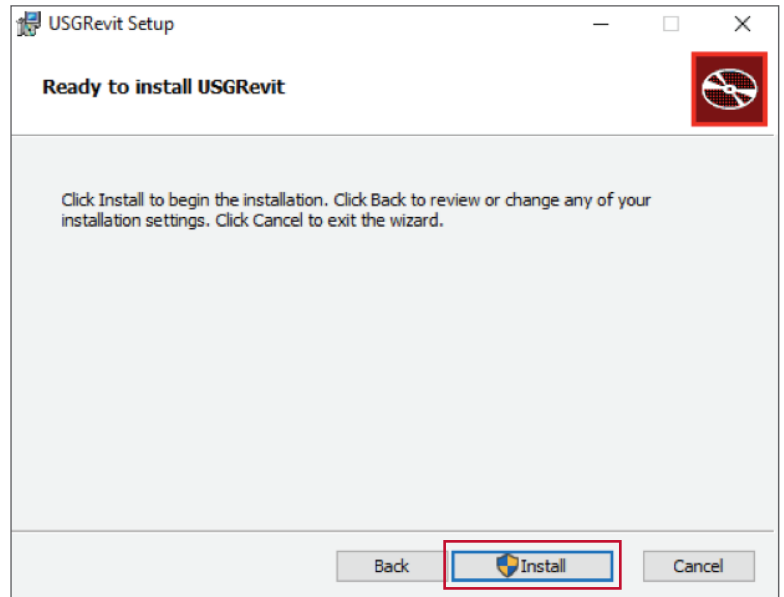 USGRevit Setup
Ready to install USGRevit
Click Install to begin the installation. Click Back to review or change any of your
installation settings. Click Cancel to exit the wizard.
Back Install Cancel